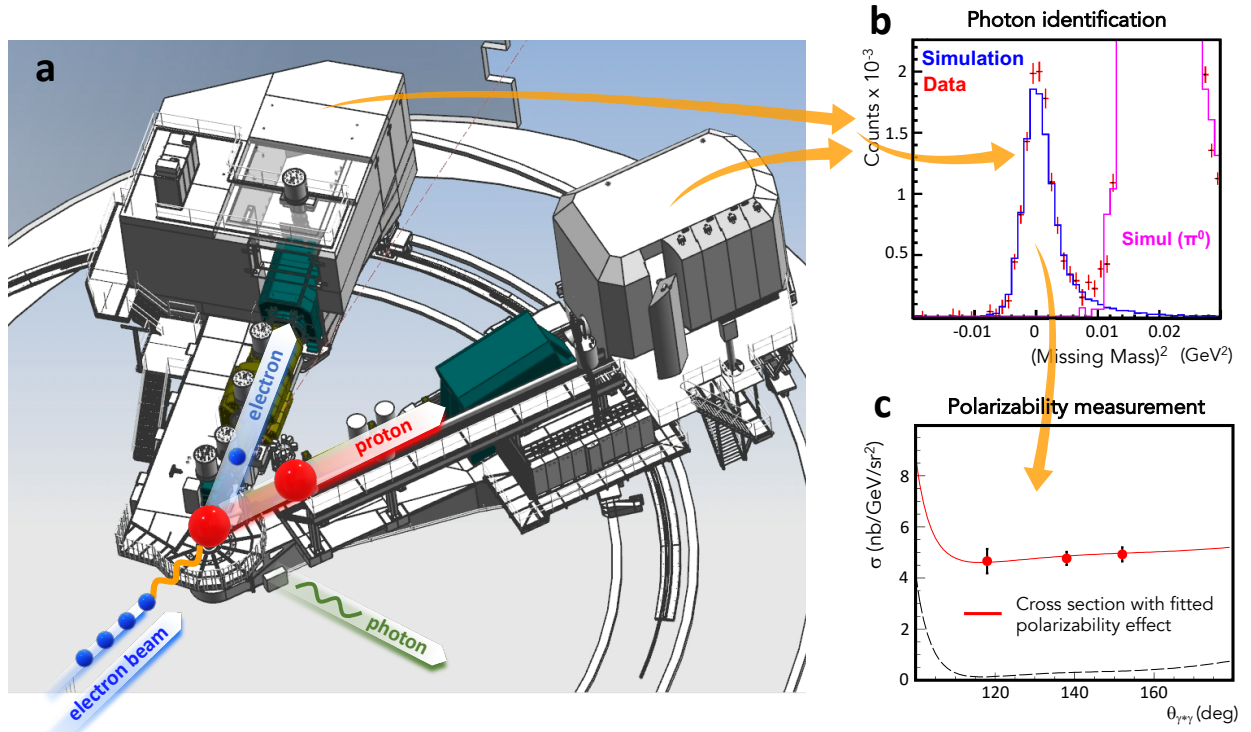 a
electron
proton
photon
electron beam
b
Photon identification
Simulation
Data
Simul (π⁰)
Counts x 10⁻³
2
1.5
1
0.5
-0.01
0
0.01
0.02
(Missing Mass)² (GeV²)
c
Polarizability measurement
σ (nb/GeV/sr²)
8
6
4
2
0
Cross section with fitted
polarizability effect
120
140
160
θγ*γ (deg)